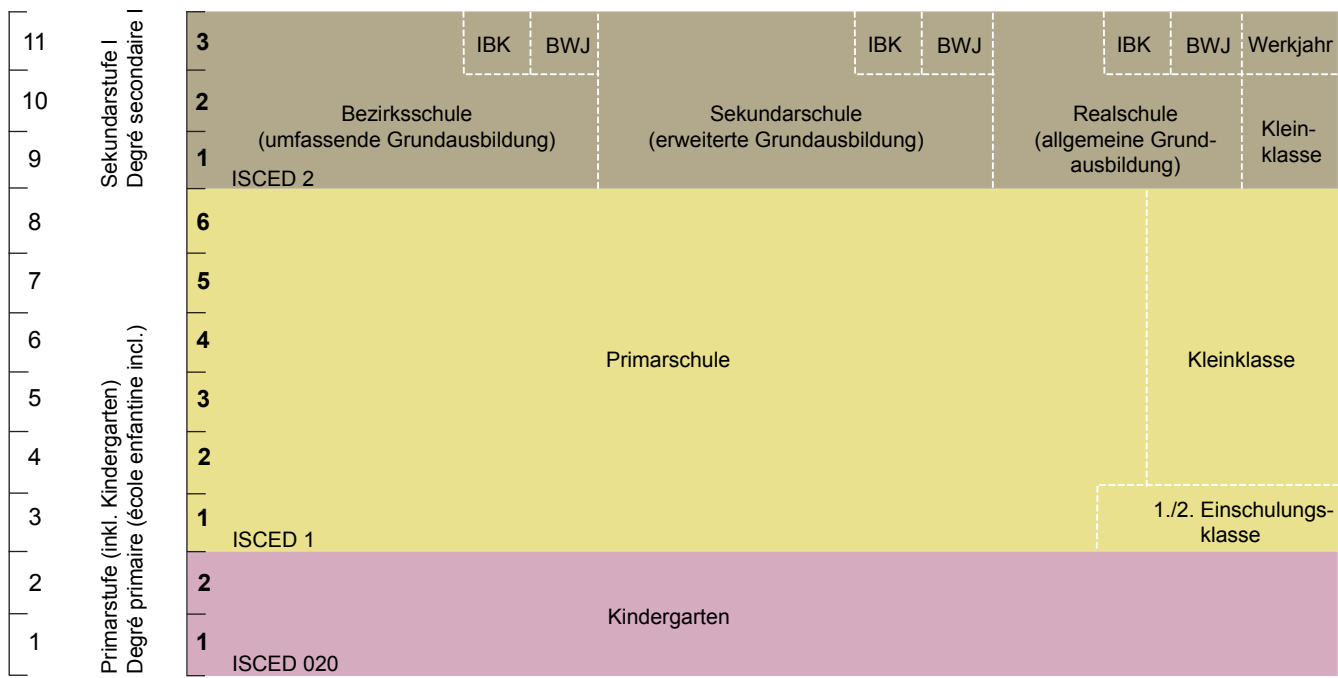 11
Sekundarstufe I
Degré secondaire I
3
IBK
BWJ
IBK
BWJ
IBK
BWJ
Werkjahr
10
2
Bezirksschule
(umfassende Grundausbildung)
Sekundarschule
(erweiterte Grundausbildung)
Realschule
(allgemeine Grund-
ausbildung)
Klein-
klasse
9
1
ISCED 2
8
6
7
5
6
4
Primarstufe (inkl. Kindergarten)
Degré primaire (école enfantine incl.)
Primarschule
Kleinklasse
5
3
4
2
3
1
ISCED 1
1./2. Einschulungs-
klasse
2
2
Kindergarten
1
1
ISCED 020